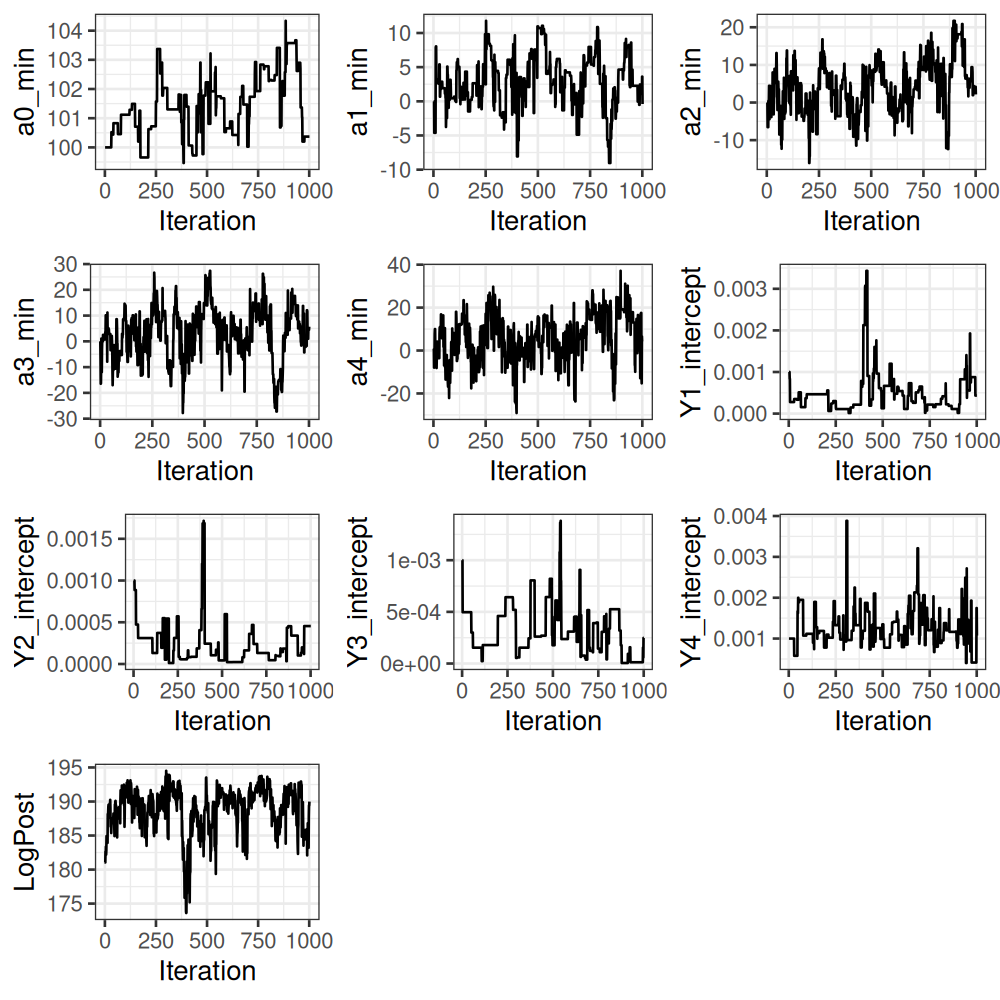 a0_min
104
103
102
101
100
0 250 500 750 1000
Iteration
a1_min
10
5
0
-5
-10
0 250 500 750 1000
Iteration
a2_min
20
10
0
-10
0 250 500 750 1000
Iteration
a3_min
30
20
10
0
-10
-20
-30
0 250 500 750 1000
Iteration
a4_min
40
20
0
-20
0 250 500 750 1000
Iteration
Y1_intercept
0.003
0.002
0.001
0.000
0 250 500 750 1000
Iteration
Y2_intercept
0.0015
0.0010
0.0005
0.0000
0 250 500 750 1000
Iteration
Y3_intercept
1e-03
5e-04
0e+00
0 250 500 750 1000
Iteration
Y4_intercept
0.004
0.003
0.002
0.001
0 250 500 750 1000
Iteration
LogPost
195
190
185
180
175
0 250 500 750 1000
Iteration